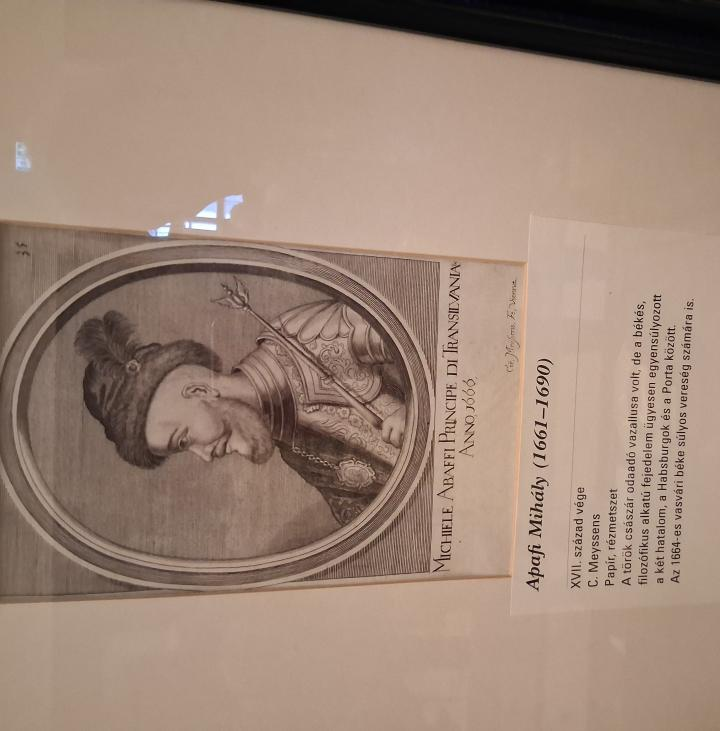 35
MICHIELE ABAFFI PRINCIPE DI TRANSILVANIA
ANNO, 1666,
Cor. Meyssens. Fe. Vienna
Apafi Mihály (1661–1690)
XVII. század vége
C. Meyssens
Papír, rézmetszet
A török császár odaadó vazallusa volt, de a békés,
filozófikus alkatú fejedelem ügyesen egyensúlyozott
a két hatalom, a Habsburgok és a Porta között.
Az 1664-es vasvári béke súlyos vereség számára is.